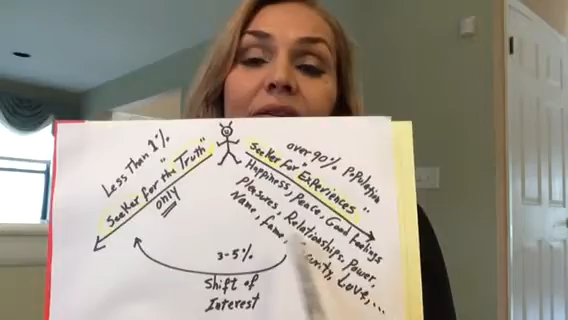 Less Than 1%
Seeker for the "Truth"
only
over 90% Population
Seeker for "Experiences"
Happiness, Peace, Good Feelings
Pleasures, Relationships, Power,
Name, Fame, Love, ...
3-5%
Shift of
Interest